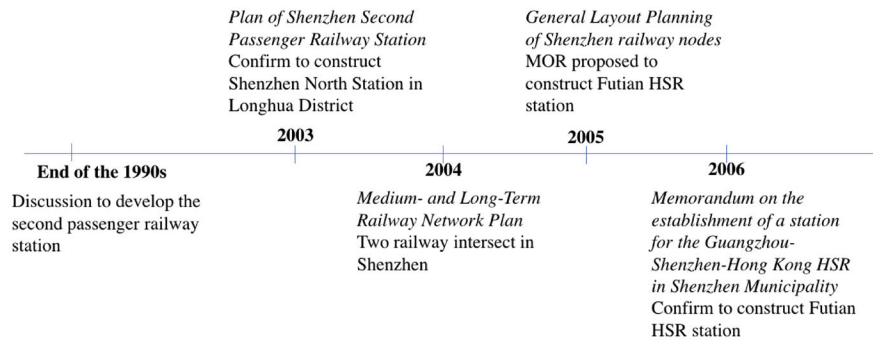 Plan of Shenzhen Second
Passenger Railway Station
Confirm to construct
Shenzhen North Station in
Longhua District
General Layout Planning
of Shenzhen railway nodes
MOR proposed to
construct Futian HSR
station
2003
2005
End of the 1990s
2004
2006
Discussion to develop the
second passenger railway
station
Medium- and Long-Term
Railway Network Plan
Two railway intersect in
Shenzhen
Memorandum on the
establishment of a station
for the Guangzhou-
Shenzhen-Hong Kong HSR
in Shenzhen Municipality
Confirm to construct Futian
HSR station